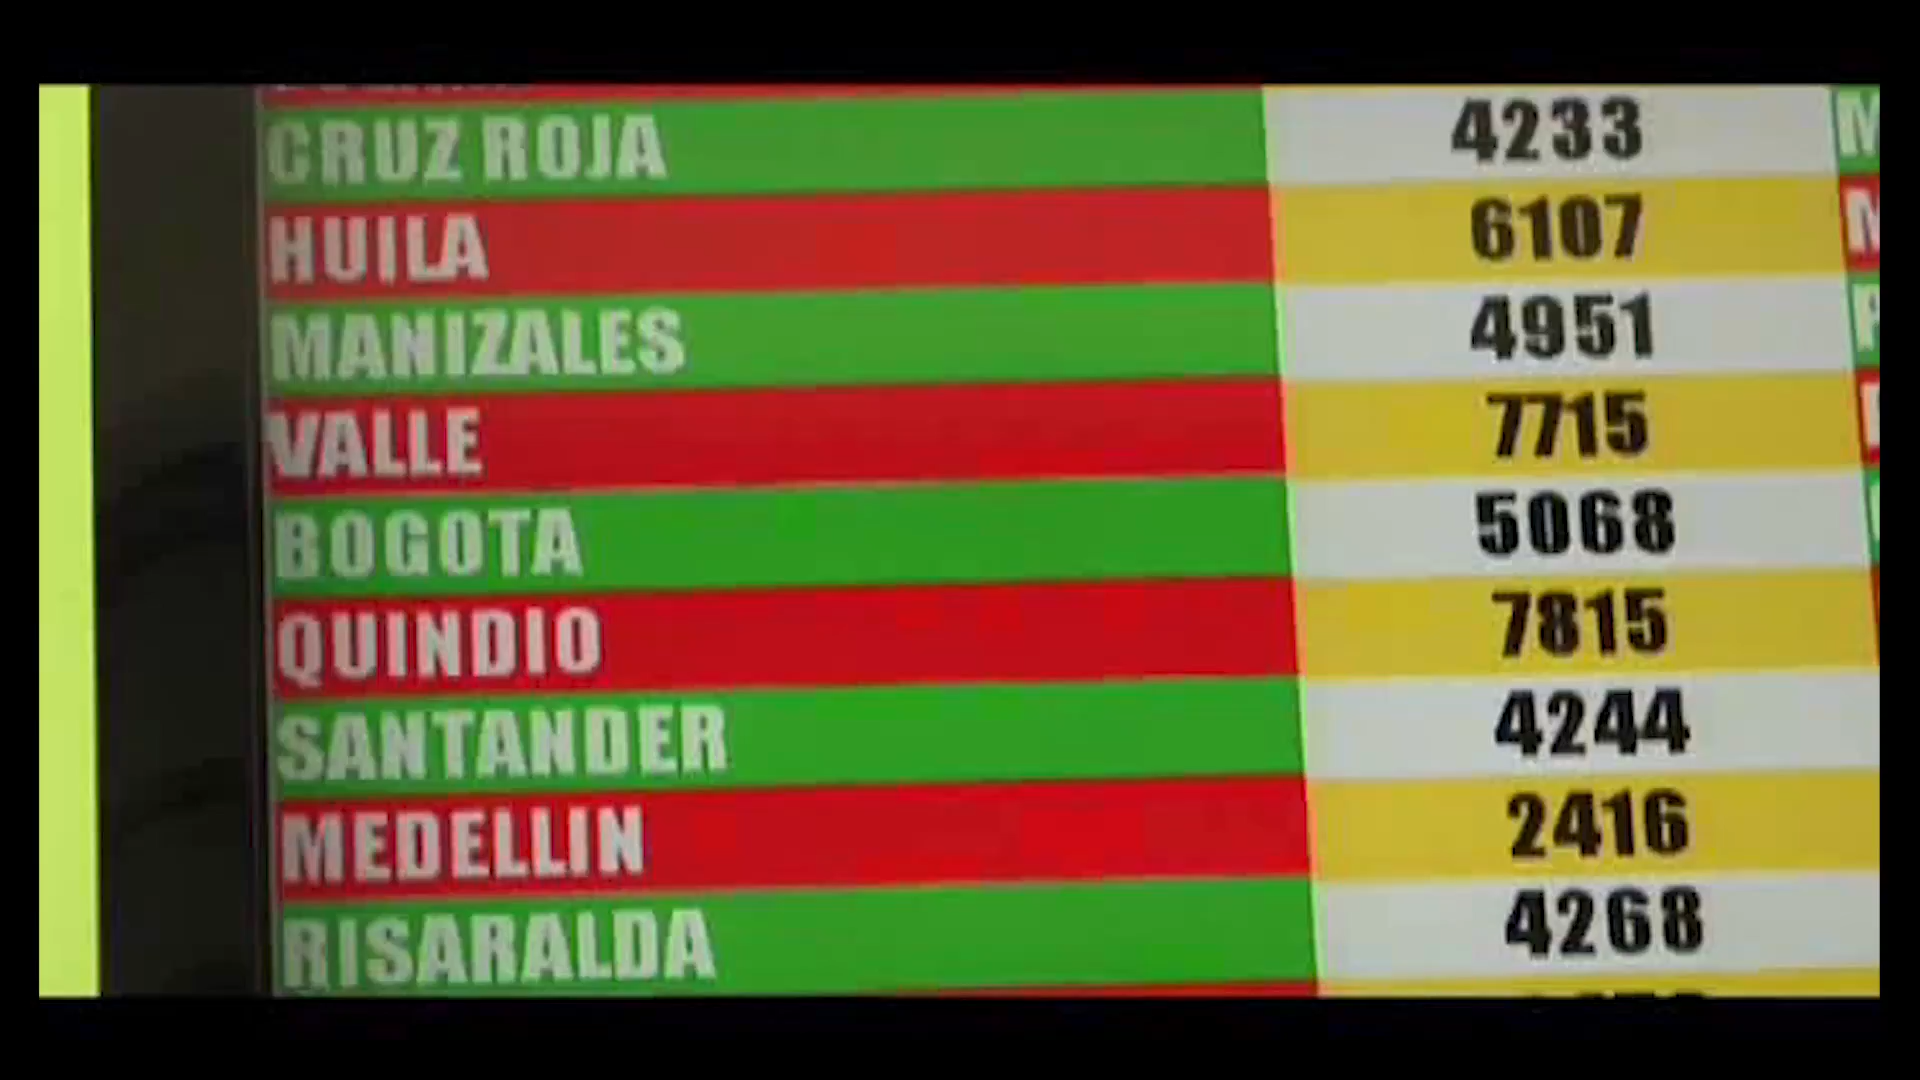 CRUZ ROJA 4233
HUILA 6107
MANIZALES 4951
VALLE 7715
BOGOTA 5068
QUINDIO 7815
SANTANDER 4244
MEDELLIN 2416
RISARALDA 4268